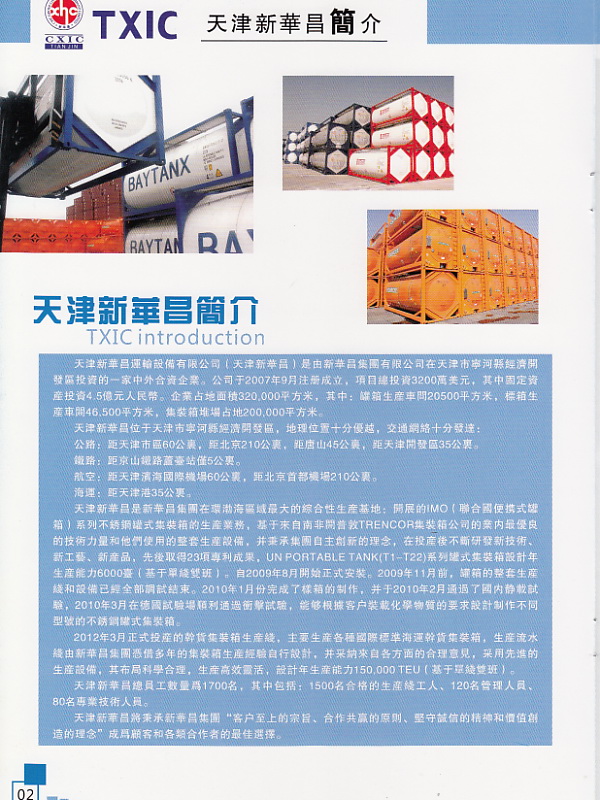 xhc
CXIC
TIANJIN
TXIC
天津新華昌簡介
BAYTANX
BAYTAN
BAY
天津新華昌簡介
TXIC introduction
天津新華昌運輸設備有限公司（天津新華昌）是由新華昌集團有限公司在天津市寧河縣經濟開
發區投資的一家中外合資企業。公司于2007年9月注册成立，項目總投資3200萬美元，其中固定資
産投資4.5億元人民幣。企業占地面積320,000平方米，其中：罐箱生産車間20500平方米，標箱生
産車間46,500平方米，集裝箱堆場占地200,000平方米。
天津新華昌位于天津市寧河縣經濟開發區，地理位置十分優越，交通網絡十分發達：
公路：距天津市區60公裏，距北京210公裏，距唐山45公裏，距天津開發區35公裏。
鐵路：距京山鐵路蘆臺站僅5公裏。
航空：距天津濱海國際機場60公裏，距北京首都機場210公裏。
海運：距天津港35公裏。
天津新華昌是新華昌集團在環渤海區域最大的綜合性生産基地；開展的IMO（聯合國便携式罐
箱）系列不銹鋼罐式集裝箱的生産業務，基于來自南非開普敦TRENCOR集裝箱公司的業内最優良
的技術力量和他們使用的整套生産設備，并秉承集團自主創新的理念，在投産後不斷研發新技術、
新工藝、新産品，先後取得23項專利成果，UN PORTABLE TANK(T1-T22)系列罐式集裝箱設計年
生産能力6000臺（基于單綫雙班）。自2009年8月開始正式安裝。2009年11月前，罐箱的整套生産
綫和設備已經全部調試結束。2010年1月份完成了樣箱的制作，并于2010年2月通過了國内静載試
驗，2010年3月在德國試驗場順利通過衝擊試驗，能够根據客户裝載化學物質的要求設計制作不同
型號的不銹鋼罐式集裝箱。
2012年3月正式投産的幹貨集裝箱生産綫，主要生産各種國際標準海運幹貨集裝箱，生産流水
綫由新華昌集團憑借多年的集裝箱生産經驗自行設計，并采納來自各方面的合理意見，采用先進的
生産設備，其布局科學合理，生産高效靈活、設計年生産能力150,000 TEU（基于單綫雙班）。
天津新華昌總員工數量爲1700名，其中包括：1500名合格的生産綫工人、120名管理人員、
80名專業技術人員。
天津新華昌將秉承新華昌集團“客户至上的宗旨、合作共贏的原則、堅守誠信的精神和價值創
造的理念”成爲顧客和各類合作者的最佳選擇。
02